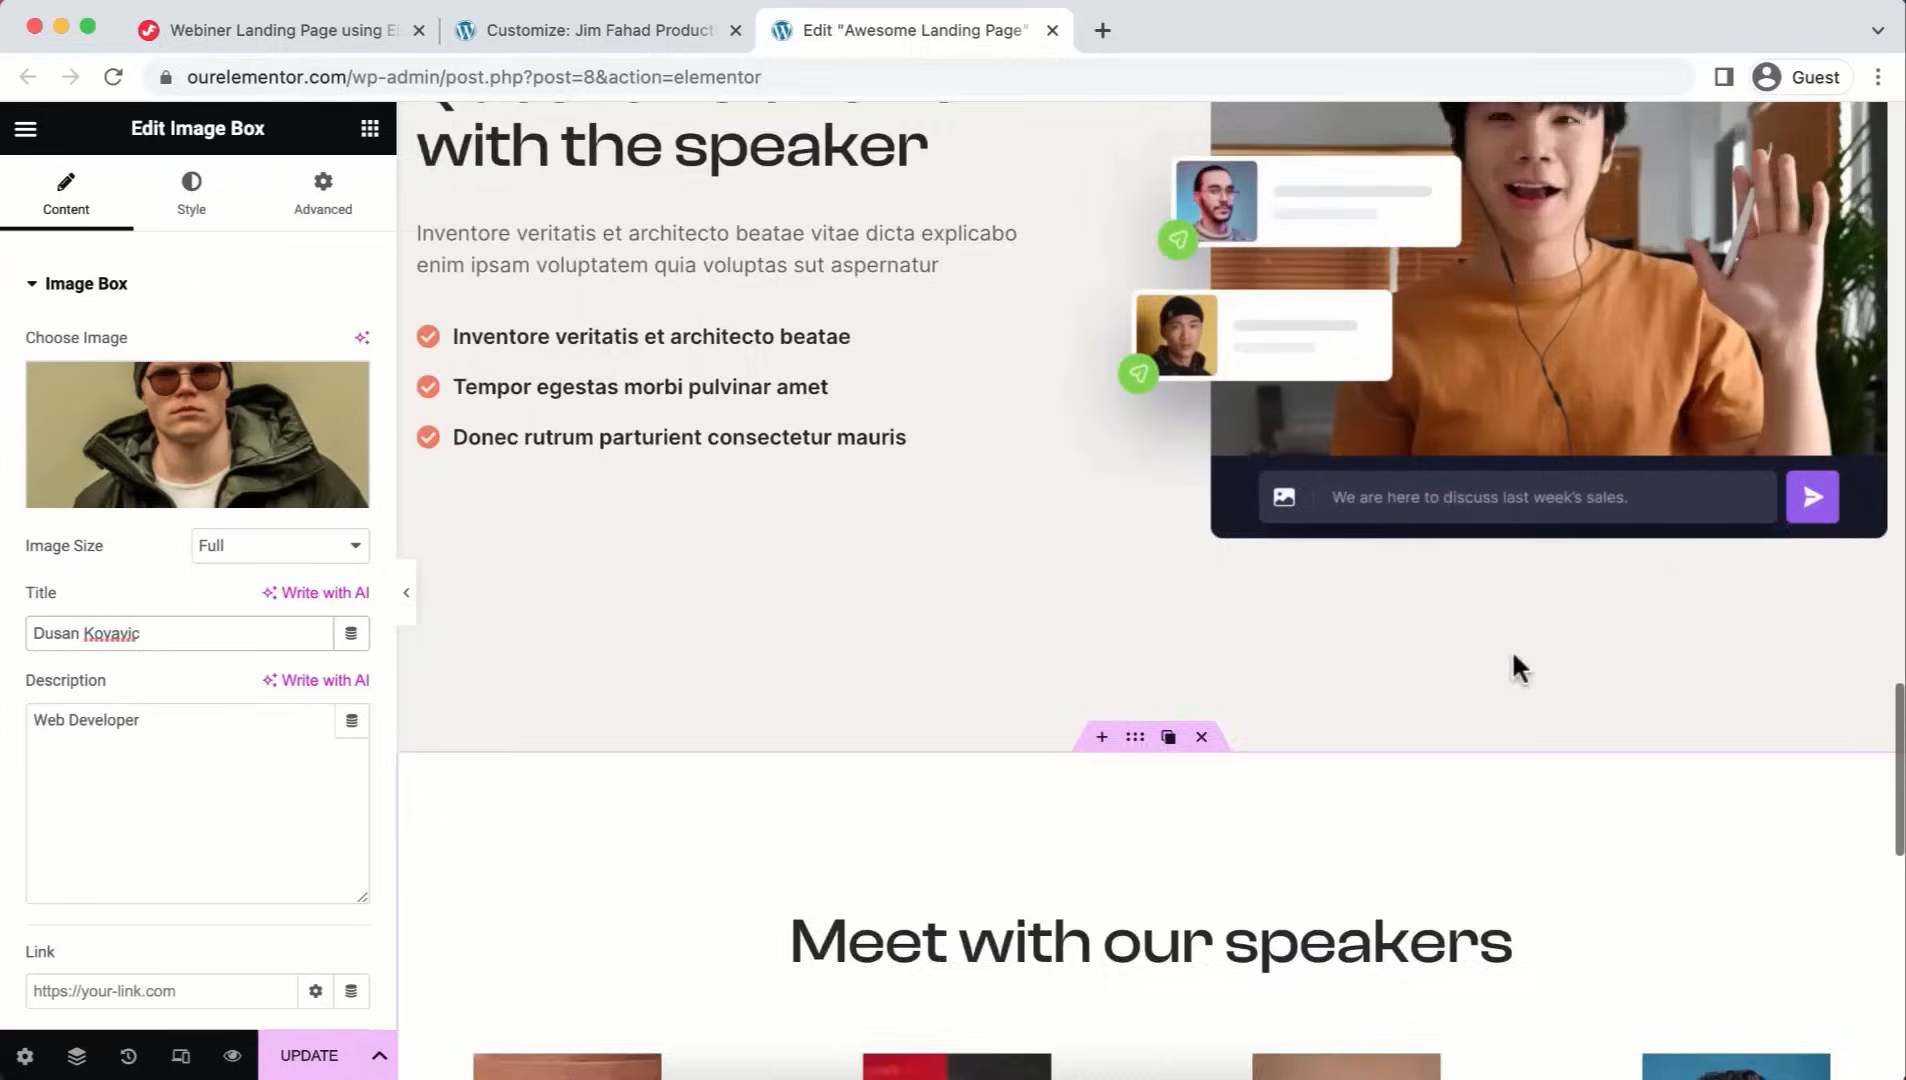 Webiner Landing Page using E
Customize: Jim Fahad Product
Edit "Awesome Landing Page"
ourelementor.com/wp-admin/post.php?post=8&action=elementor
Guest
Edit Image Box
Content
Style
Advanced
Image Box
Choose Image
Image Size
Full
Title
Write with AI
Dusan Kovavic
Description
Write with AI
Web Developer
Link
https://your-link.com
UPDATE
with the speaker
Inventore veritatis et architecto beatae vitae dicta explicabo
enim ipsam voluptatem quia voluptas sut aspernatur
Inventore veritatis et architecto beatae
Tempor egestas morbi pulvinar amet
Donec rutrum parturient consectetur mauris
We are here to discuss last week's sales.
Meet with our speakers